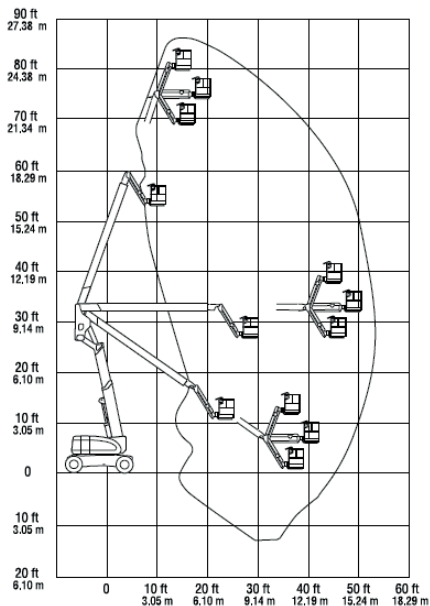 90 ft
27,38 m
80 ft
24.38 m
70 ft
21.34 m
60 ft
18.29 m
50 ft
15.24 m
40 ft
12,19 m
30 ft
9.14 m
20 ft
6,10 m
10 ft
3.05 m
0
10 ft
3.05 m
20 ft
6,10 m
0
10 ft
3.05 m
20 ft
6,10 m
30 ft
9.14 m
40 ft
12.19 m
50 ft
15.24 m
60 ft
18.29 m